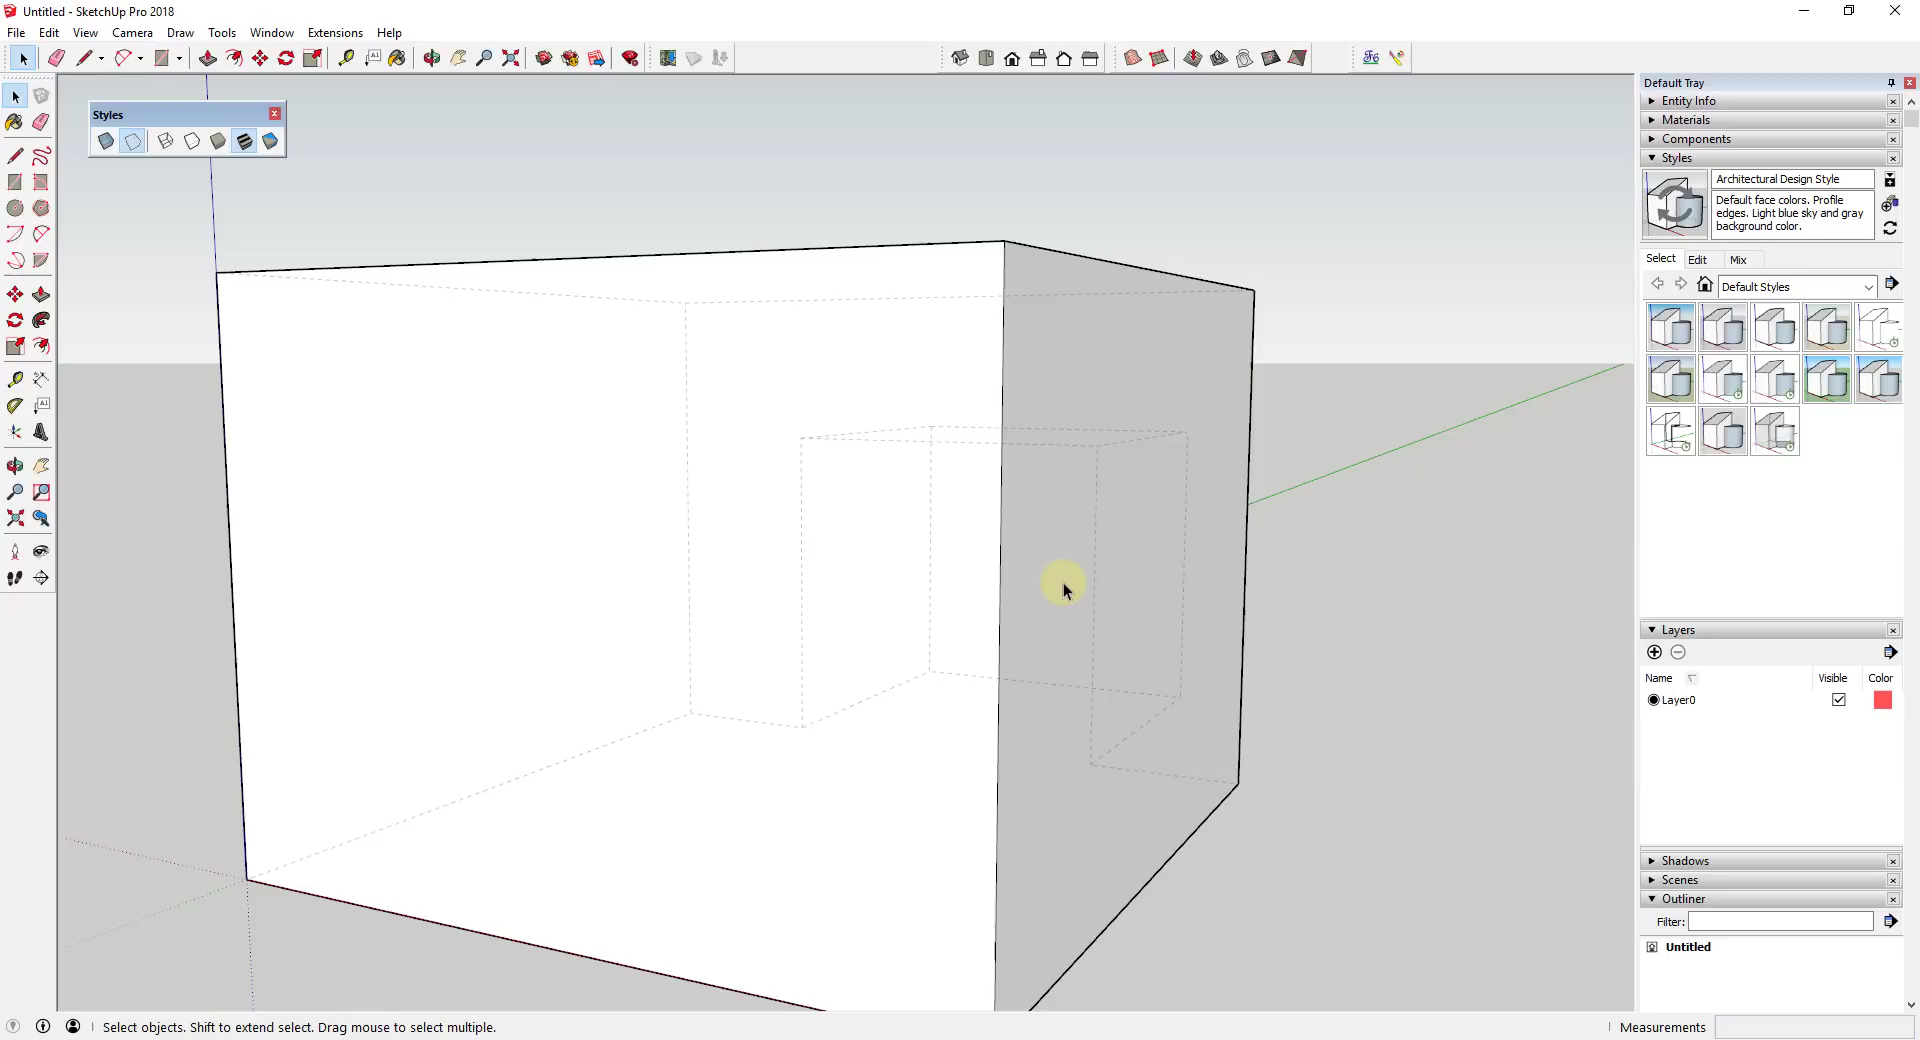 Untitled - SketchUp Pro 2018
File Edit View Camera Draw Tools Window Extensions Help
Styles
Default Tray
Entity Info
Materials
Components
Styles
Architectural Design Style
Default face colors. Profile
edges. Light blue sky and gray
background color.
Select Edit Mix
Default Styles
Layers
Name Visible Color
Layer0
Shadows
Scenes
Outliner
Filter:
Untitled
Select objects. Shift to extend select. Drag mouse to select multiple.
Measurements